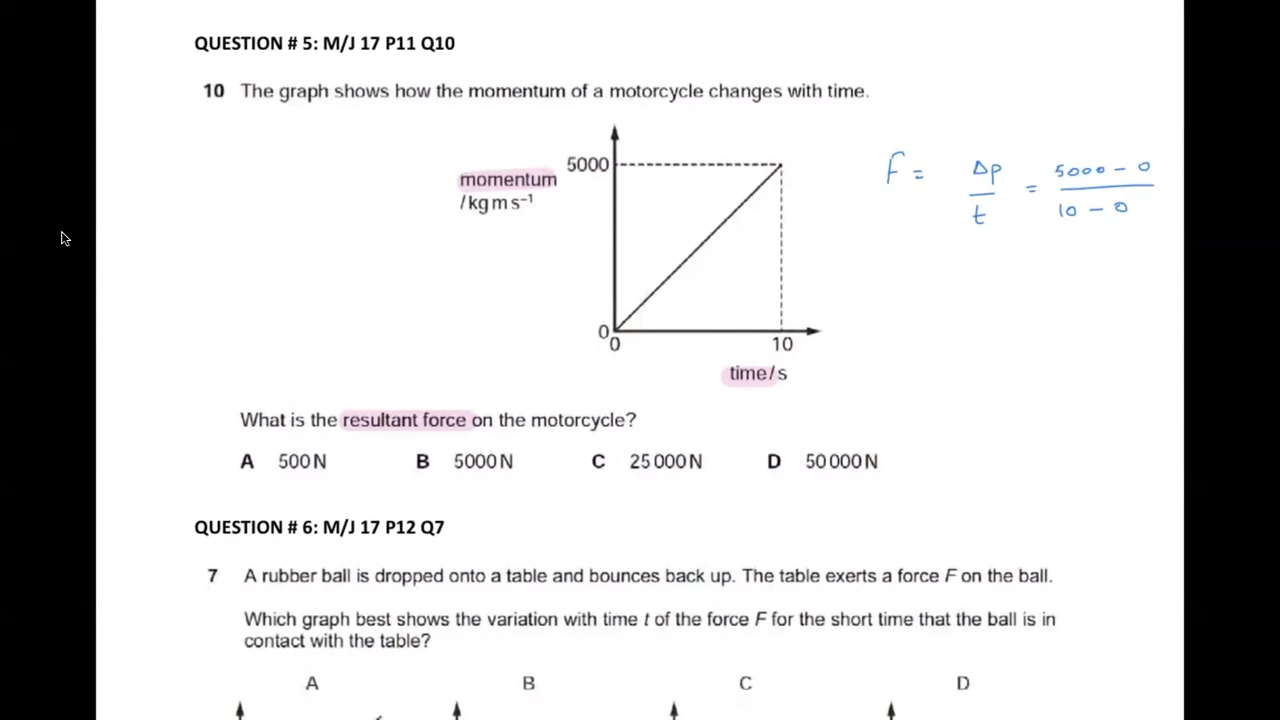 QUESTION # 5: M/J 17 P11 Q10
10 The graph shows how the momentum of a motorcycle changes with time.
momentum
/kg m s⁻¹
5000
0
0
10
time/s
F = Δp/t = 5000 - 0 / 10 - 0
What is the resultant force on the motorcycle?
A 500 N B 5000 N C 25 000 N D 50 000 N
QUESTION # 6: M/J 17 P12 Q7
7 A rubber ball is dropped onto a table and bounces back up. The table exerts a force F on the ball.
Which graph best shows the variation with time t of the force F for the short time that the ball is in
contact with the table?
A B C D